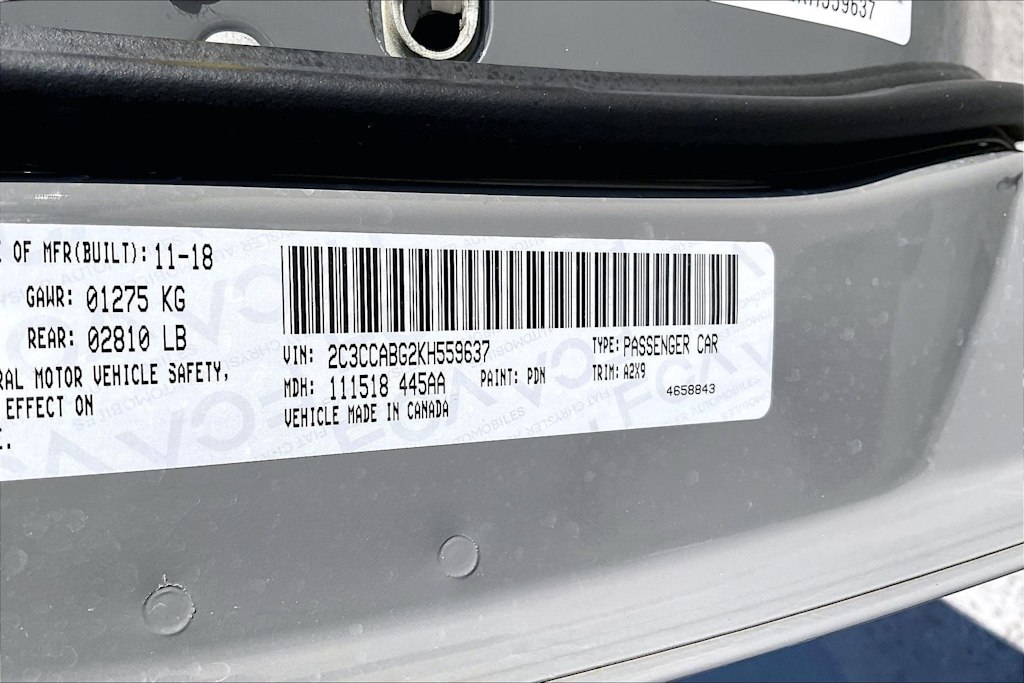 559637
OF MFR(BUILT): 11-18
GAWR: 01275 KG
REAR: 02810 LB
RAL MOTOR VEHICLE SAFETY,
EFFECT ON
VIN: 2C3CCABG2KH559637
TYPE: PASSENGER CAR
MDH: 111518 445AA
PAINT: PDN
TRIM: A2X9
VEHICLE MADE IN CANADA
4658843